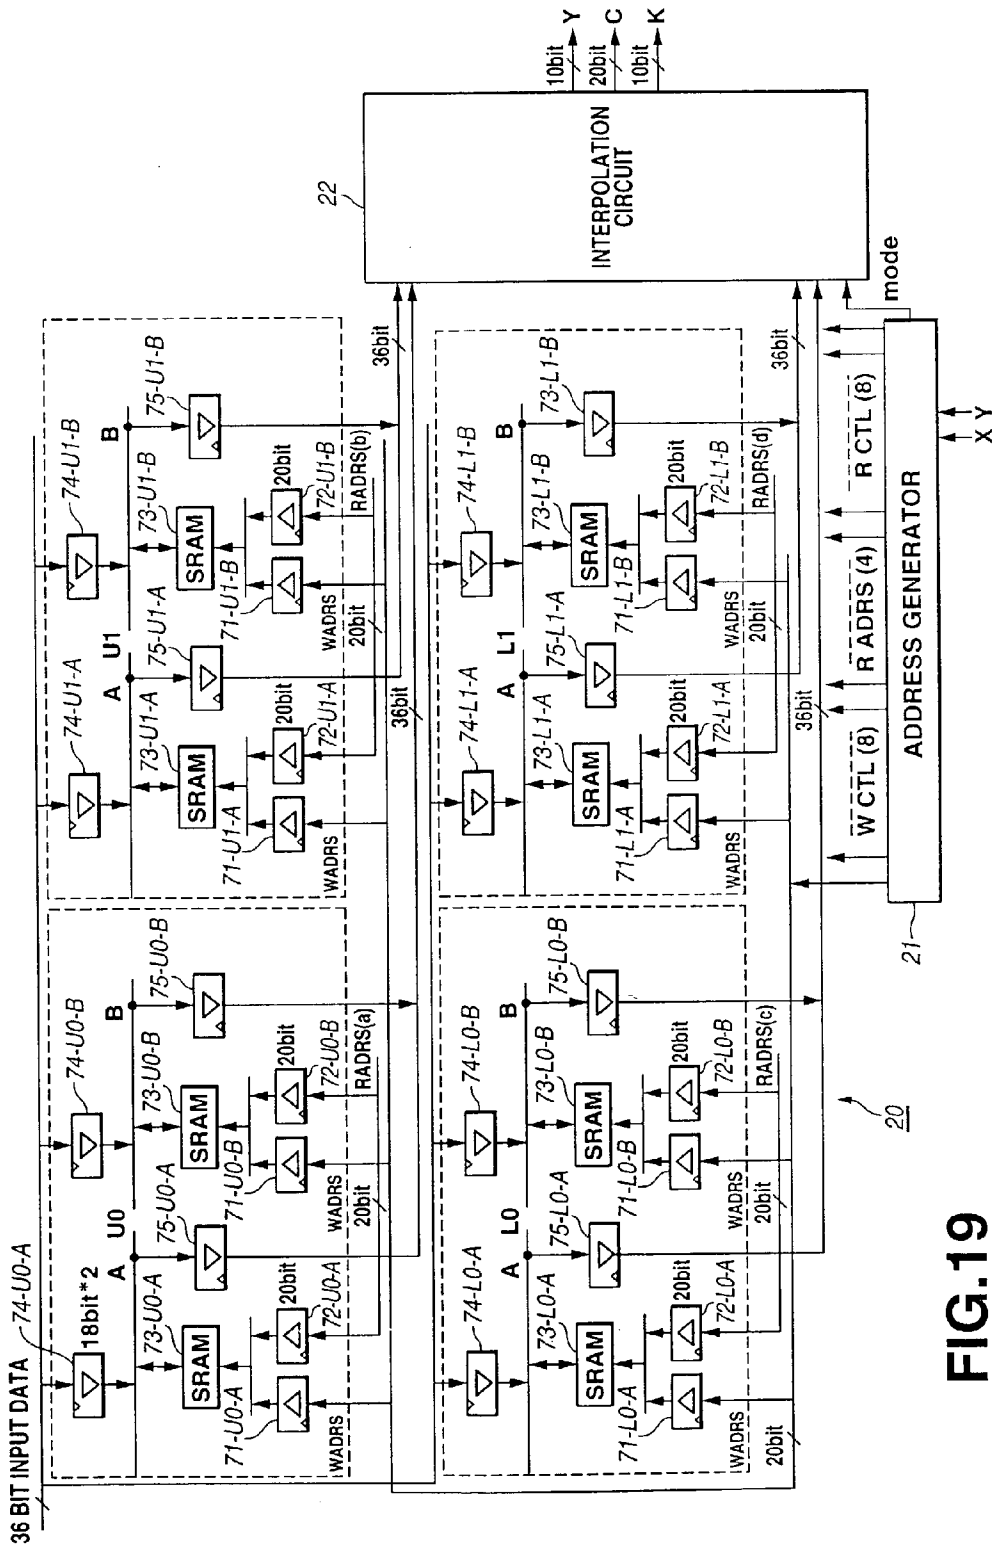 36 BIT INPUT DATA
74-U0-A
18bit*2
74-U0-B
74-U1-A
74-U1-B
A
U0
B
A
U1
B
73-U0-A
75-U0-A
73-U0-B
75-U0-B
73-U1-A
75-U1-A
73-U1-B
75-U1-B
SRAM
SRAM
SRAM
SRAM
71-U0-A
20bit
72-U0-A
71-U0-B
20bit
72-U0-B
71-U1-A
20bit
72-U1-A
71-U1-B
20bit
72-U1-B
WADRS
WADRS
RADRS(a)
WADRS
WADRS
RADRS(b)
20bit
20bit
36bit
36bit
74-L0-A
74-L0-B
74-L1-A
74-L1-B
A
L0
B
A
L1
B
73-L0-A
75-L0-A
73-L0-B
75-L0-B
73-L1-A
75-L1-A
73-L1-B
73-L1-B
SRAM
SRAM
SRAM
SRAM
71-L0-A
20bit
72-L0-A
71-L0-B
20bit
72-L0-B
71-L1-A
20bit
72-L1-A
71-L1-B
20bit
72-L1-B
WADRS
WADRS
RADRS(c)
WADRS
WADRS
RADRS(d)
20bit
20bit
20bit
36bit
36bit
22
INTERPOLATION
CIRCUIT
10bit
Y
20bit
C
10bit
K
mode
W CTL (8)
R ADRS (4)
R CTL (8)
ADDRESS GENERATOR
21
X Y
20
FIG.19